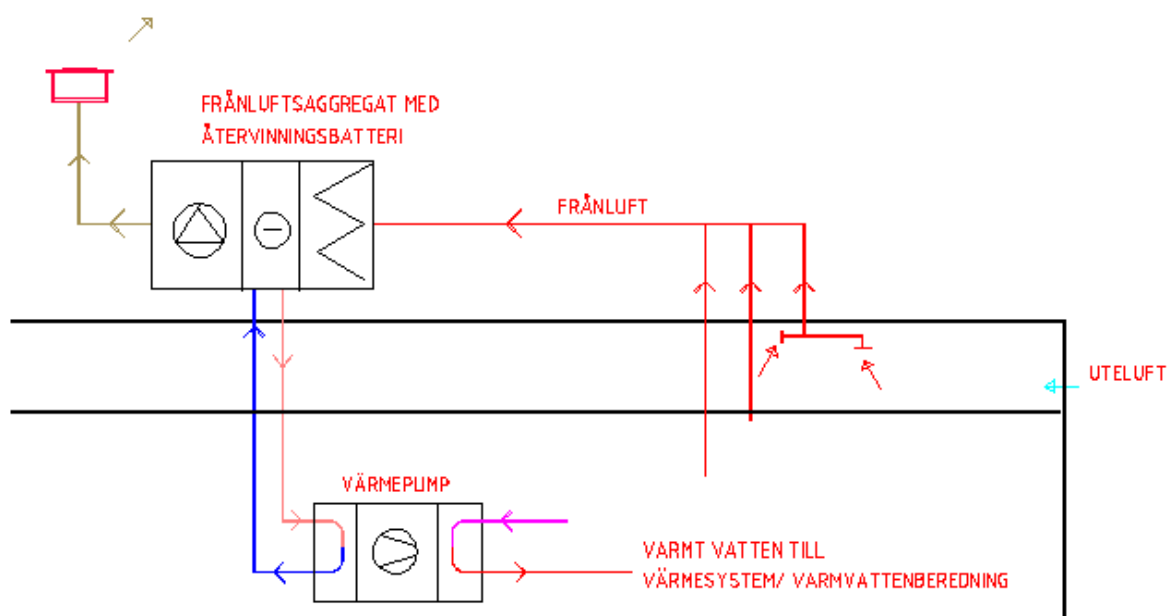 FRÅNLUFTSAGGREGAT MED
ÅTERVINNINGSBATTERI
FRÅNLUFT
UTELUFT
VÄRMEPUMP
VARMT VATTEN TILL
VÄRMESYSTEM/ VARMVATTENBEREDNING